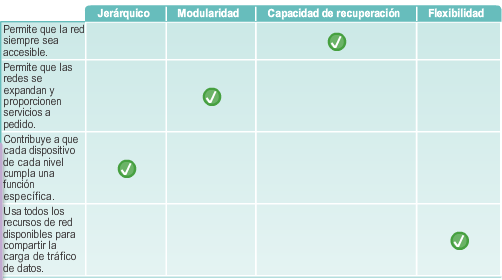 Jerárquico Modularidad Capacidad de recuperación Flexibilidad
Permite que la red
siempre sea
accesible.
Permite que las
redes se
expandan y
proporcionen
servicios a
pedido.
Contribuye a que
cada dispositivo
de cada nivel
cumpla una
función
específica.
Usa todos los
recursos de red
disponibles para
compartir la
carga de tráfico
de datos.